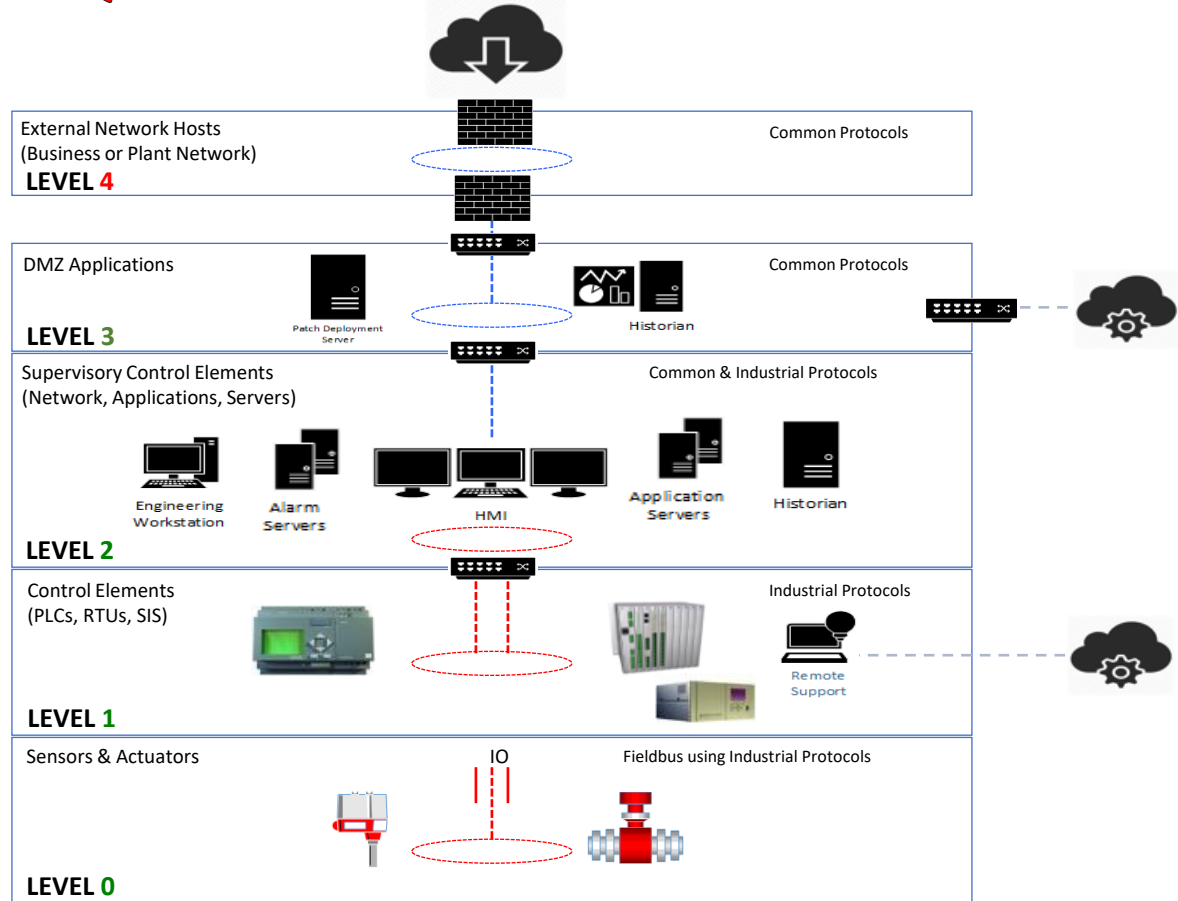 External Network Hosts
(Business or Plant Network)
LEVEL 4
Common Protocols
DMZ Applications
Common Protocols
Patch Deployment
Server
Historian
LEVEL 3
Supervisory Control Elements
(Network, Applications, Servers)
Common & Industrial Protocols
Engineering
Workstation
Alarm
Servers
HMI
Application
Servers
Historian
LEVEL 2
Control Elements
(PLCs, RTUs, SIS)
Industrial Protocols
Remote
Support
LEVEL 1
Sensors & Actuators
IO
Fieldbus using Industrial Protocols
LEVEL 0